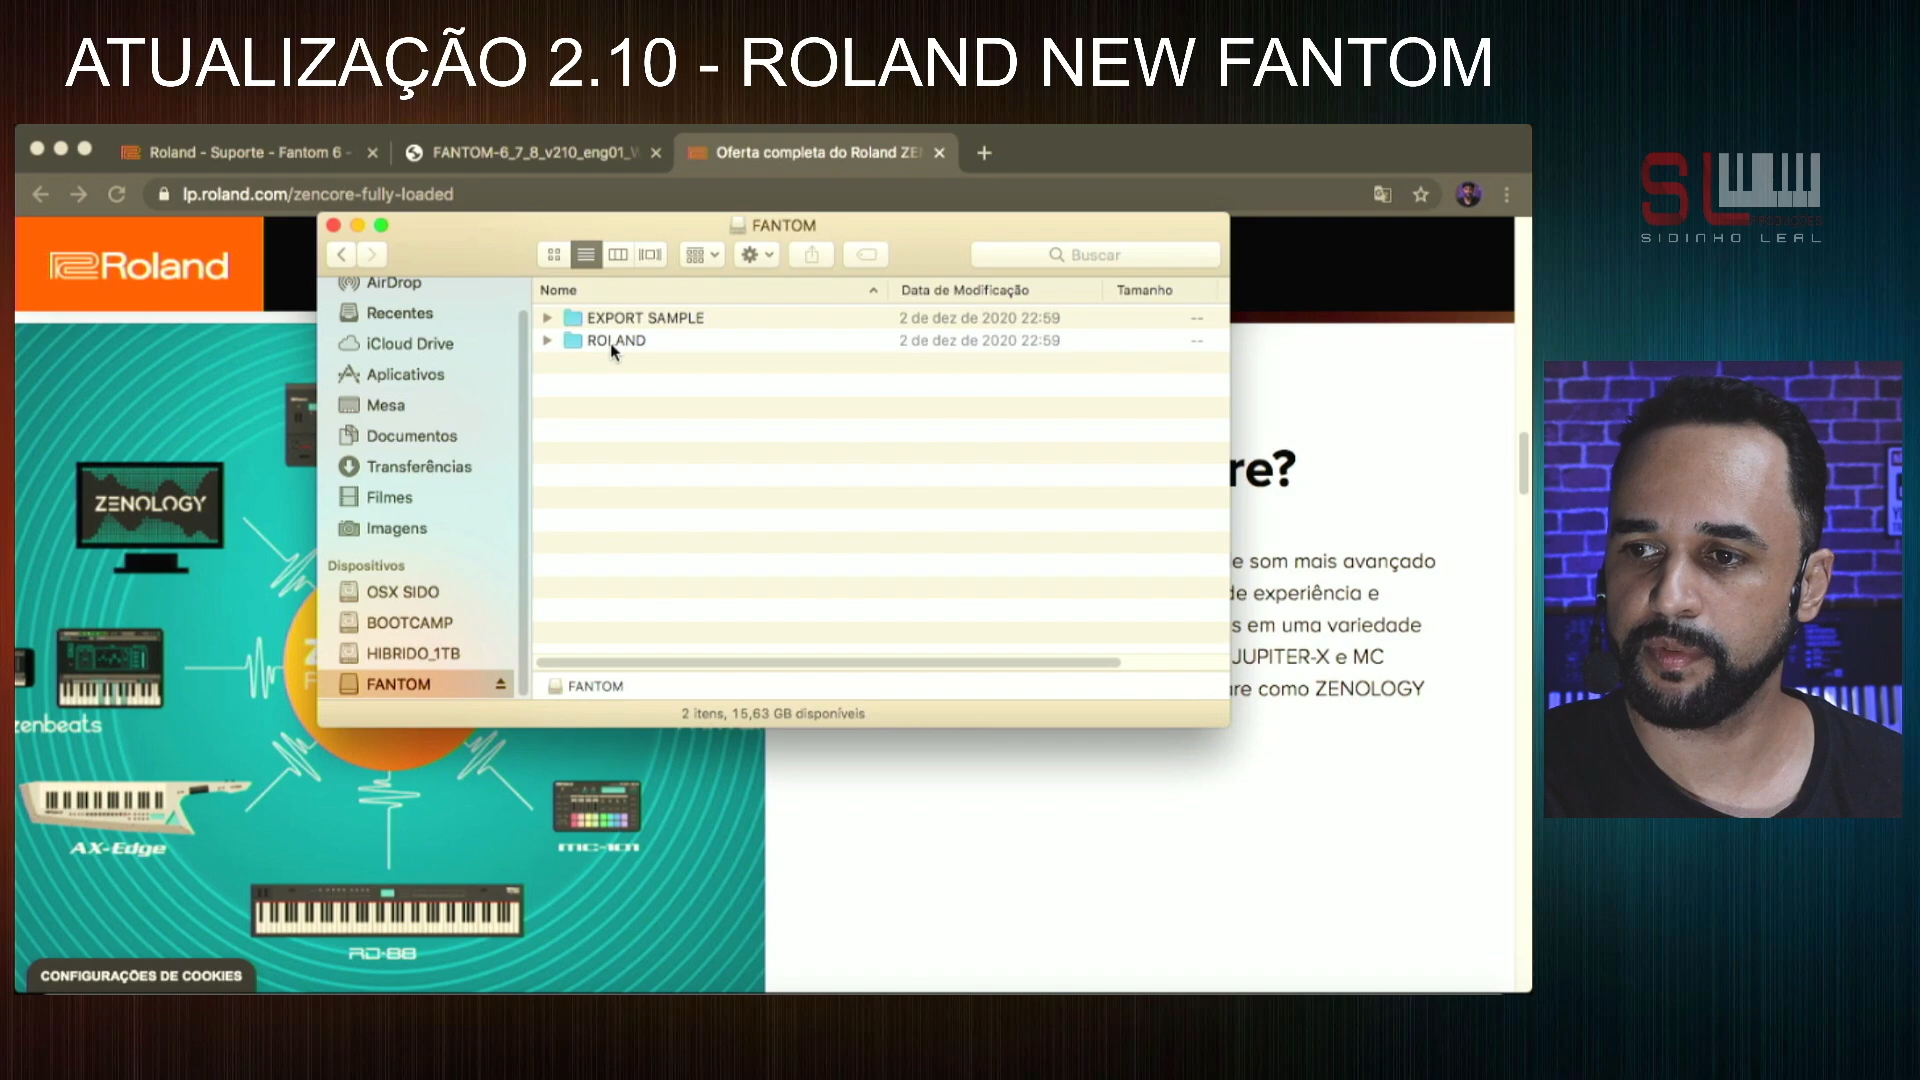 ATUALIZAÇÃO 2.10 - ROLAND NEW FANTOM
Roland - Suporte - Fantom 6 -
FANTOM-6_7_8_v210_eng01_W
Oferta completa do Roland ZE
lp.roland.com/zencore-fully-loaded
SL
SIDINHO LEAL
Roland
FANTOM
Buscar
Nome
Data de Modificação
Tamanho
EXPORT SAMPLE
2 de dez de 2020 22:59
--
ROLAND
2 de dez de 2020 22:59
--
AirDrop
Recentes
iCloud Drive
Aplicativos
Mesa
Documentos
Transferências
Filmes
Imagens
Dispositivos
OSX SIDO
BOOTCAMP
HIBRIDO_1TB
FANTOM
FANTOM
2 itens, 15,63 GB disponíveis
re?
e som mais avançado
de experiência e
s em uma variedade
JUPITER-X e MC
are como ZENOLOGY
ZENOLOGY
zenbeats
AX-Edge
MC-101
RD-88
CONFIGURAÇÕES DE COOKIES